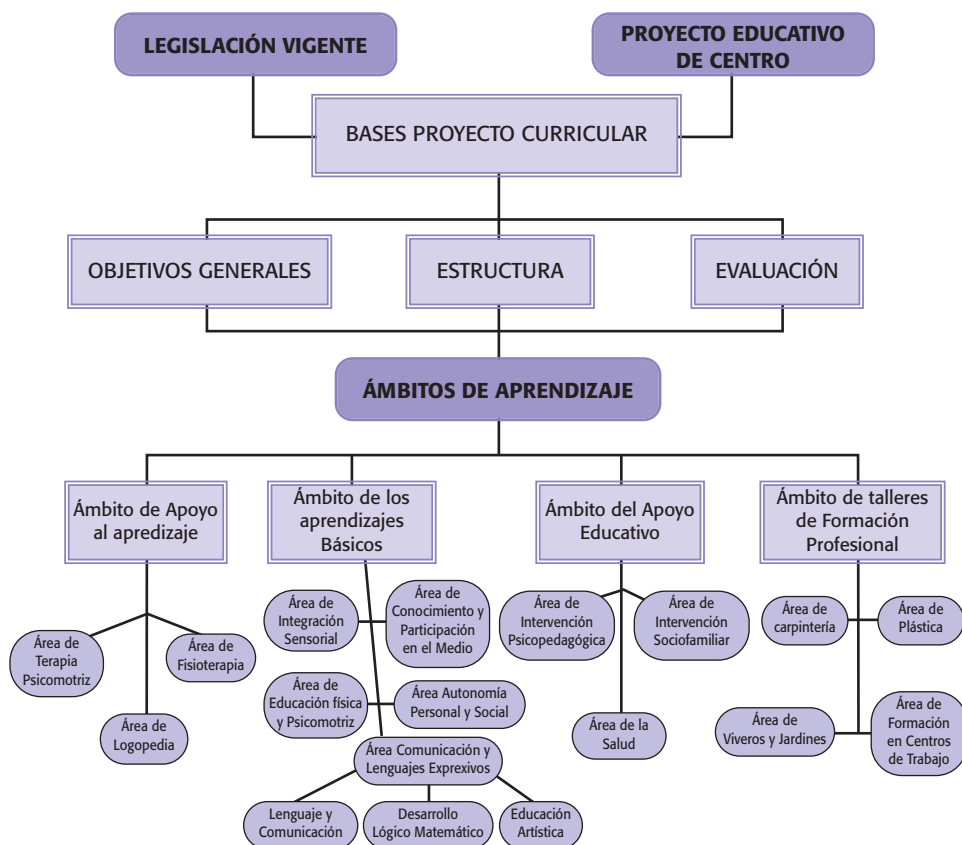 LEGISLACIÓN VIGENTE
PROYECTO EDUCATIVO
DE CENTRO
BASES PROYECTO CURRICULAR
OBJETIVOS GENERALES
ESTRUCTURA
EVALUACIÓN
ÁMBITOS DE APRENDIZAJE
Ámbito de Apoyo
al apredizaje
Ámbito de los
aprendizajes
Básicos
Ámbito del Apoyo
Educativo
Ámbito de talleres
de Formación
Profesional
Área de
Terapia
Psicomotriz
Área de
Fisioterapia
Área de
Logopedia
Área de
Integración
Sensorial
Área de
Conocimiento y
Participación
en el Medio
Área de
Educación física
y Psicomotriz
Área Autonomía
Personal y Social
Área Comunicación y
Lenguajes Exprexivos
Lenguaje y
Comunicación
Desarrollo
Lógico Matemático
Educación
Artística
Área de
Intervención
Psicopedagógica
Área de
Intervención
Sociofamiliar
Área de la
Salud
Área de
carpintería
Área de
Plástica
Área de
Viveros y Jardines
Área de
Formación
en Centros
de Trabajo